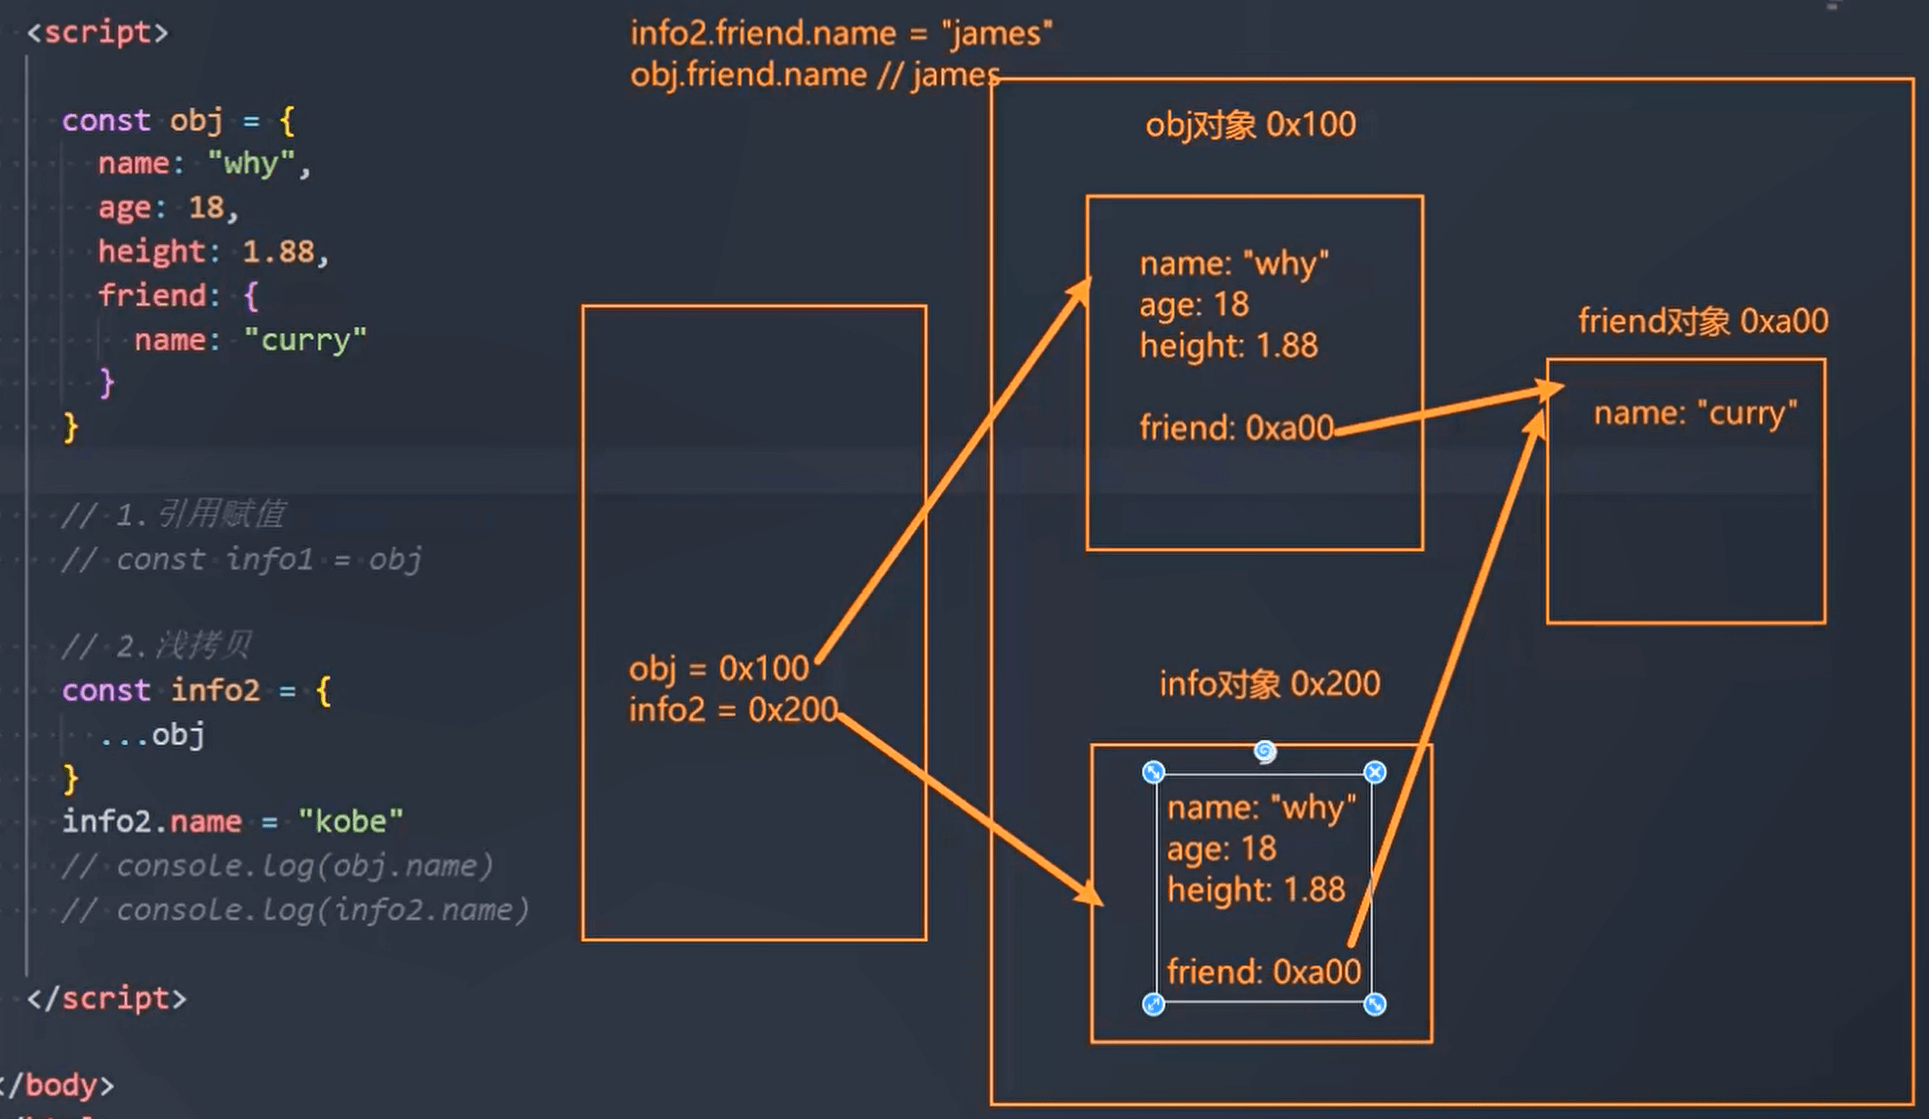 <script>
const obj = {
name: "why",
age: 18,
height: 1.88,
friend: {
name: "curry"
}
}
// 1.引用赋值
// const info1 = obj
// 2.浅拷贝
const info2 = {
...obj
}
info2.name = "kobe"
// console.log(obj.name)
// console.log(info2.name)
</script>
</body>
info2.friend.name = "james"
obj.friend.name // james
obj = 0x100
info2 = 0x200
obj对象 0x100
name: "why"
age: 18
height: 1.88
friend: 0xa00
friend对象 0xa00
name: "curry"
info对象 0x200
name: "why"
age: 18
height: 1.88
friend: 0xa00